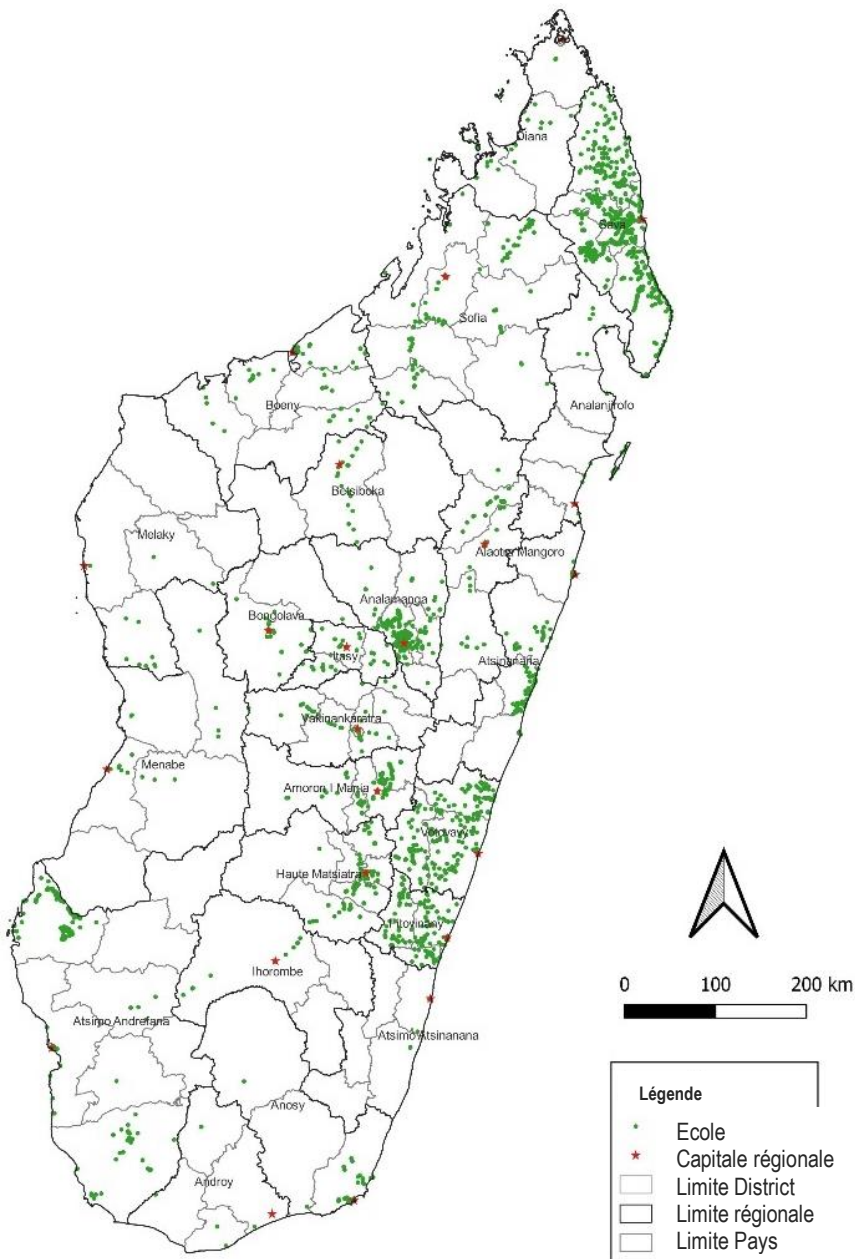 Diana
Sava
Sofia
Boeny
Analanjirofo
Betsiboka
Melaky
Alaotra Mangoro
Analamanga
Bongolava
Itasy
Atsinanana
Vakinankaratra
Menabe
Amoron I Mania
Vatovavy
Haute Matsiatra
Fitovinany
Ihorombe
Atsimo Andrefana
Atsimo Atsinanana
Anosy
Androy
0 100 200 km
Légende
Ecole
Capitale régionale
Limite District
Limite régionale
Limite Pays